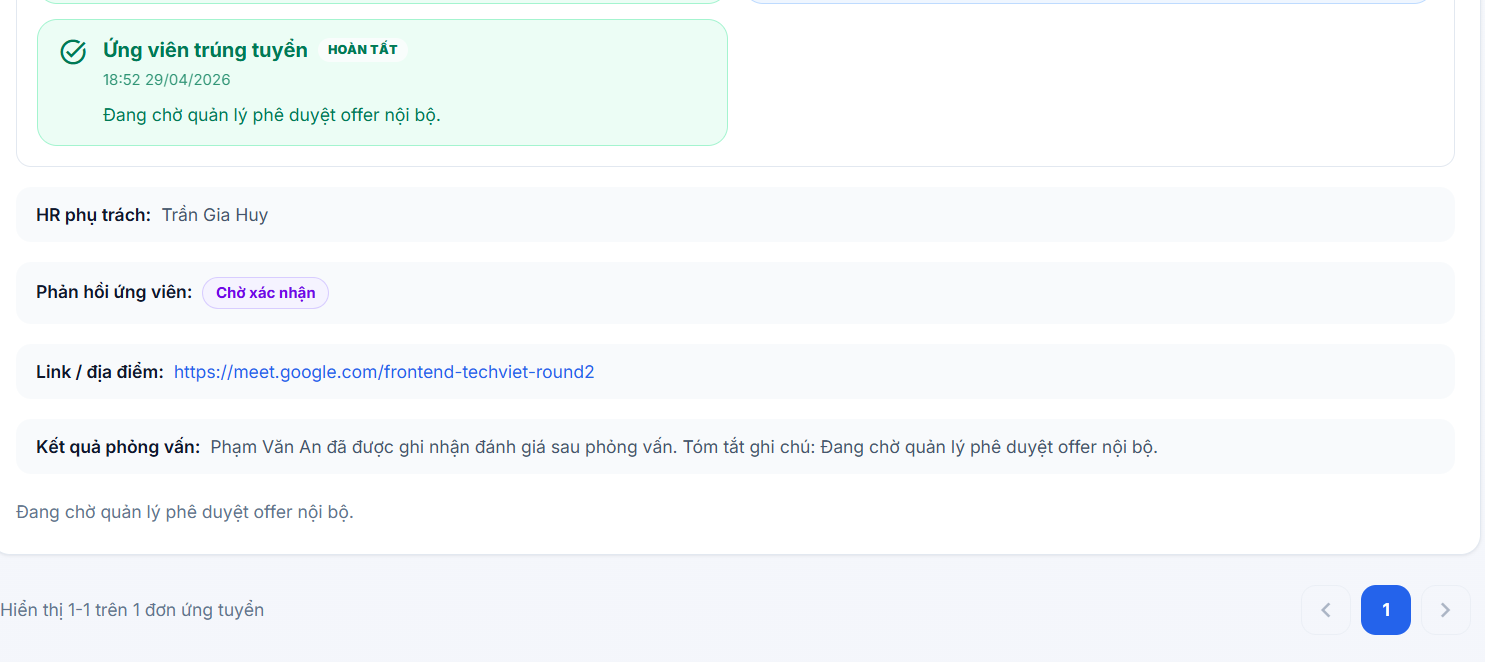 Ứng viên trúng tuyển HOÀN TẤT
18:52 29/04/2026
Đang chờ quản lý phê duyệt offer nội bộ.
HR phụ trách: Trần Gia Huy
Phản hồi ứng viên: Chờ xác nhận
Link / địa điểm: https://meet.google.com/frontend-techviet-round2
Kết quả phỏng vấn: Phạm Văn An đã được ghi nhận đánh giá sau phỏng vấn. Tóm tắt ghi chú: Đang chờ quản lý phê duyệt offer nội bộ.
Đang chờ quản lý phê duyệt offer nội bộ.
Hiển thị 1-1 trên 1 đơn ứng tuyển
1